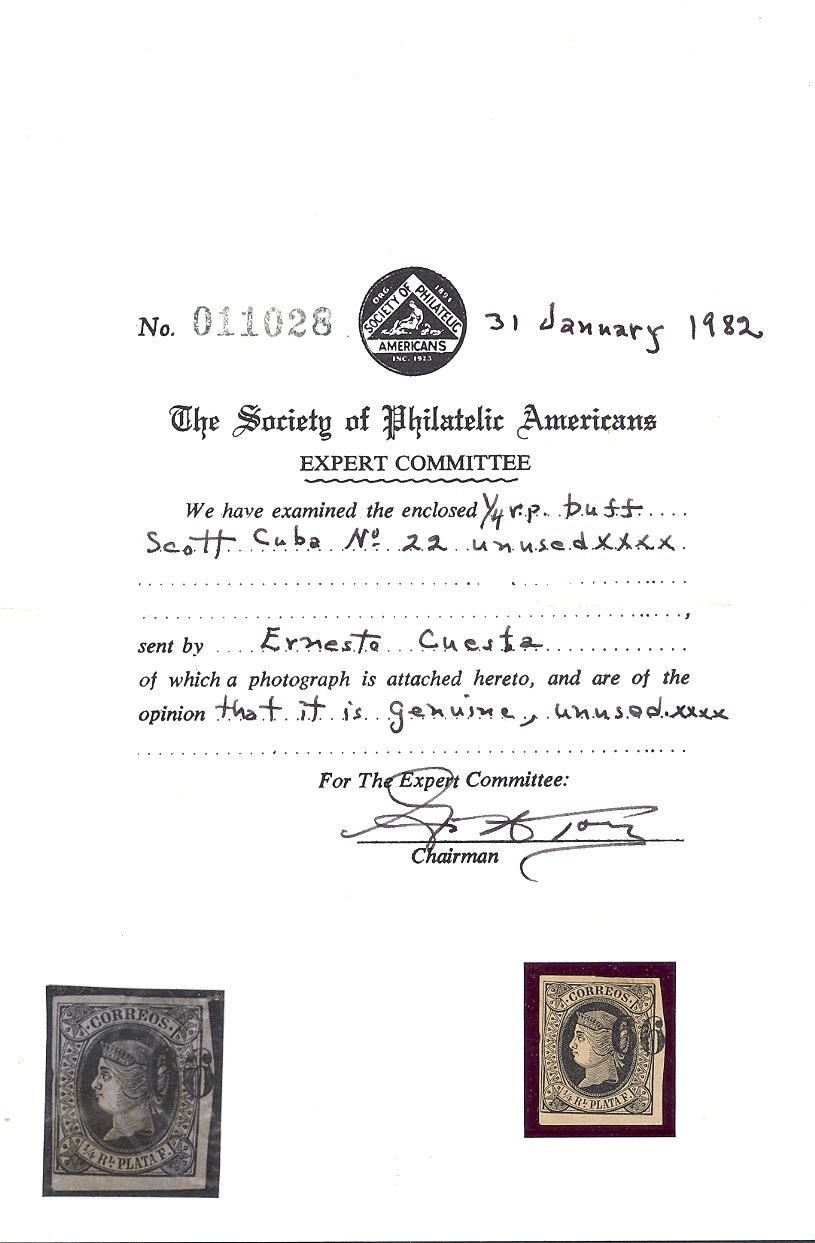 No. 011028
ORG. 1894
SOCIETY OF PHILATELIC
AMERICANS
INC. 1923
31 January 1982
The Society of Philatelic Americans
EXPERT COMMITTEE
We have examined the enclosed 1/4 r.p. buff
Scott Cuba Nº 22 unused xxxx
sent by Ernesto Cuesta
of which a photograph is attached hereto, and are of the
opinion that it is genuine, unused.xxxx
For The Expert Committee:
Chairman
CORREOS.
6
1/4 Rl PLATA F.
CORREOS.
66
1/4 Rl PLATA F.